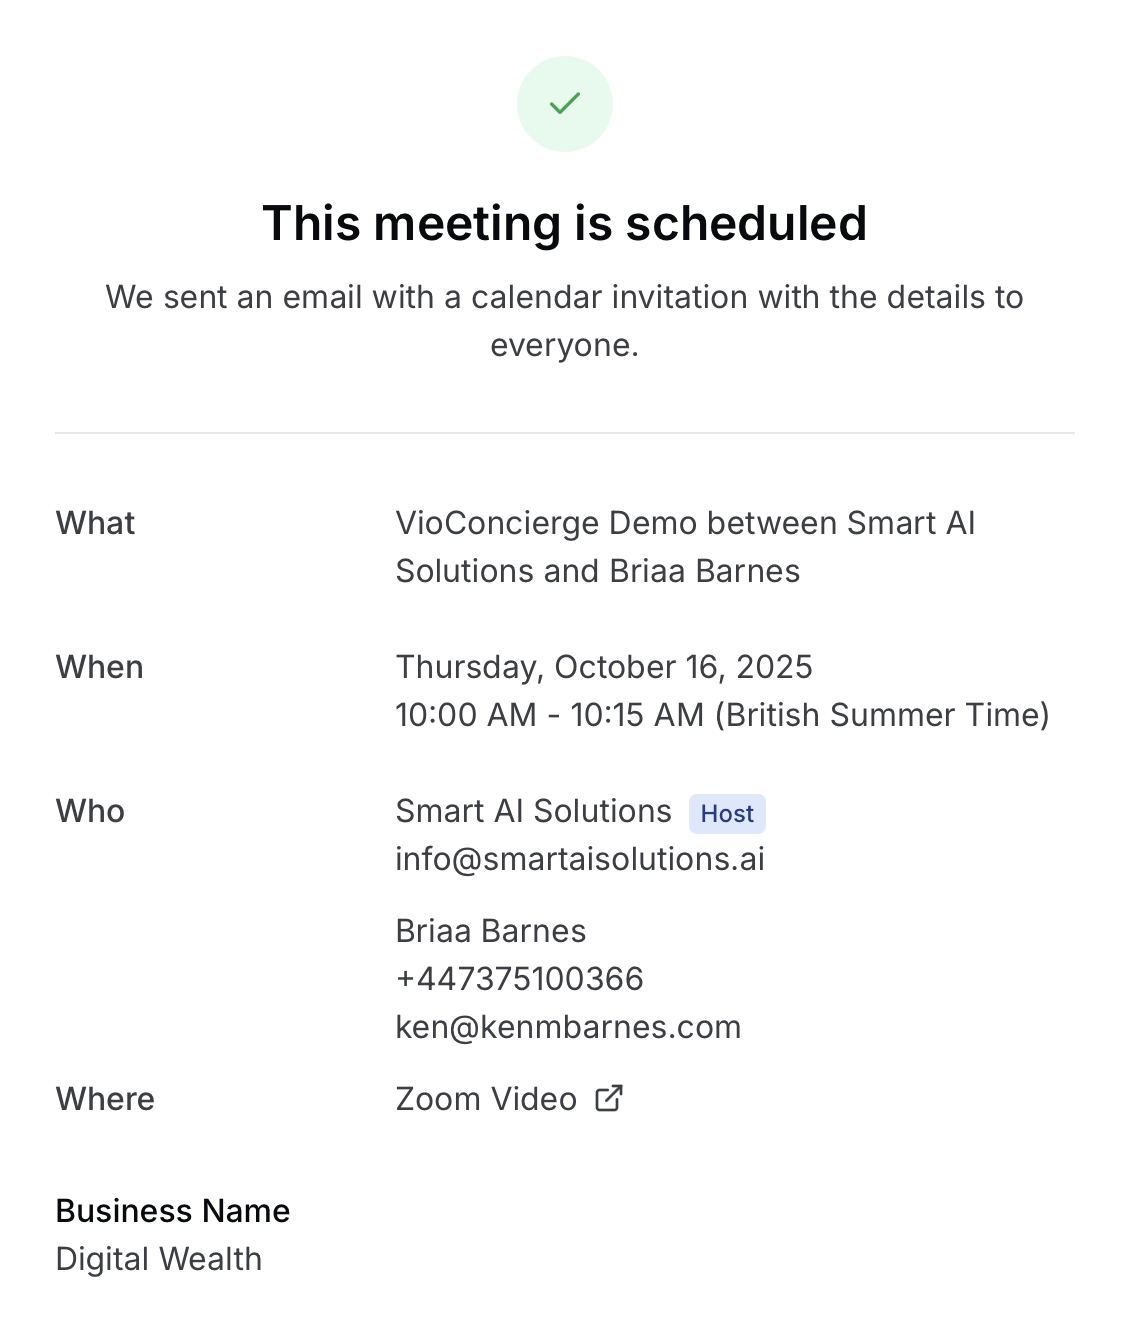 This meeting is scheduled
We sent an email with a calendar invitation with the details to
everyone.
What
VioConcierge Demo between Smart AI
Solutions and Briaa Barnes
When
Thursday, October 16, 2025
10:00 AM - 10:15 AM (British Summer Time)
Who
Smart AI Solutions Host
info@smartaisolutions.ai
Briaa Barnes
+447375100366
ken@kenmbarnes.com
Where
Zoom Video
Business Name
Digital Wealth